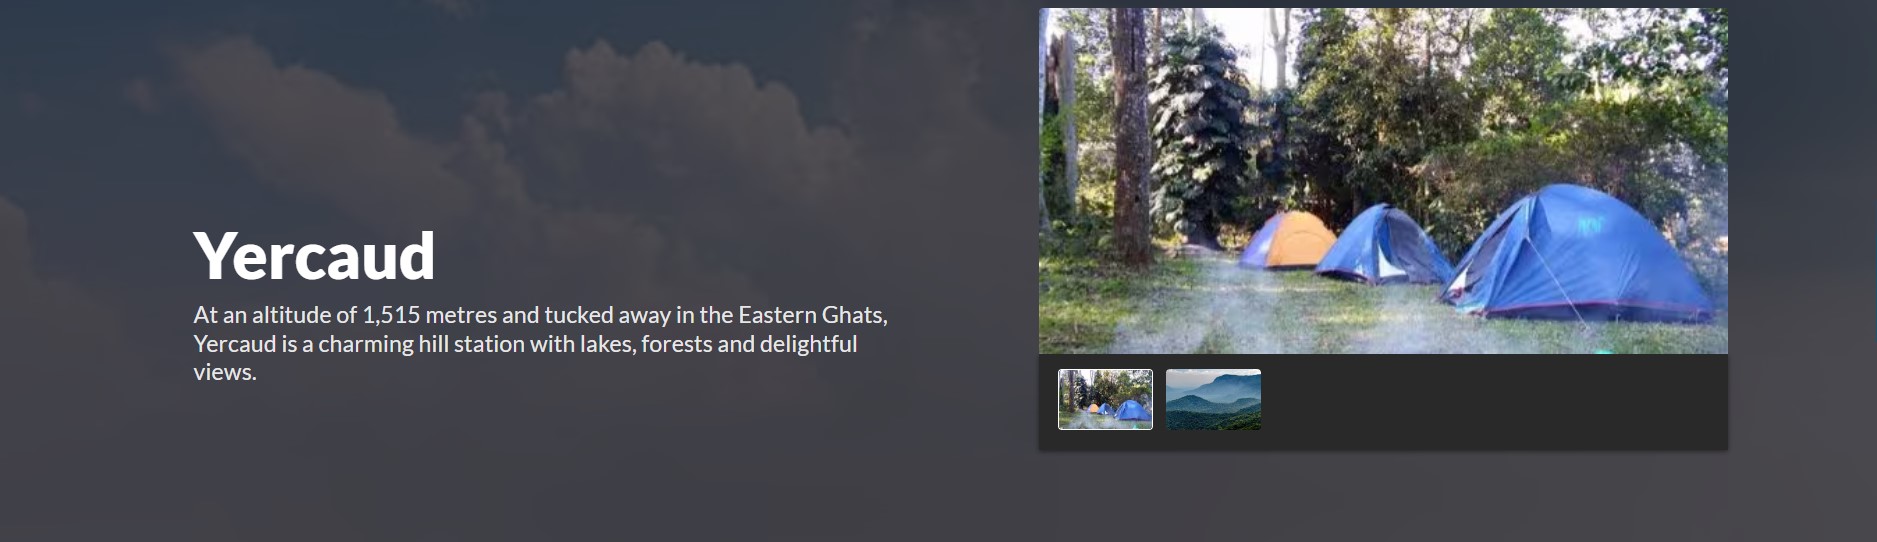 Yercaud
At an altitude of 1,515 metres and tucked away in the Eastern Ghats,
Yercaud is a charming hill station with lakes, forests and delightful
views.